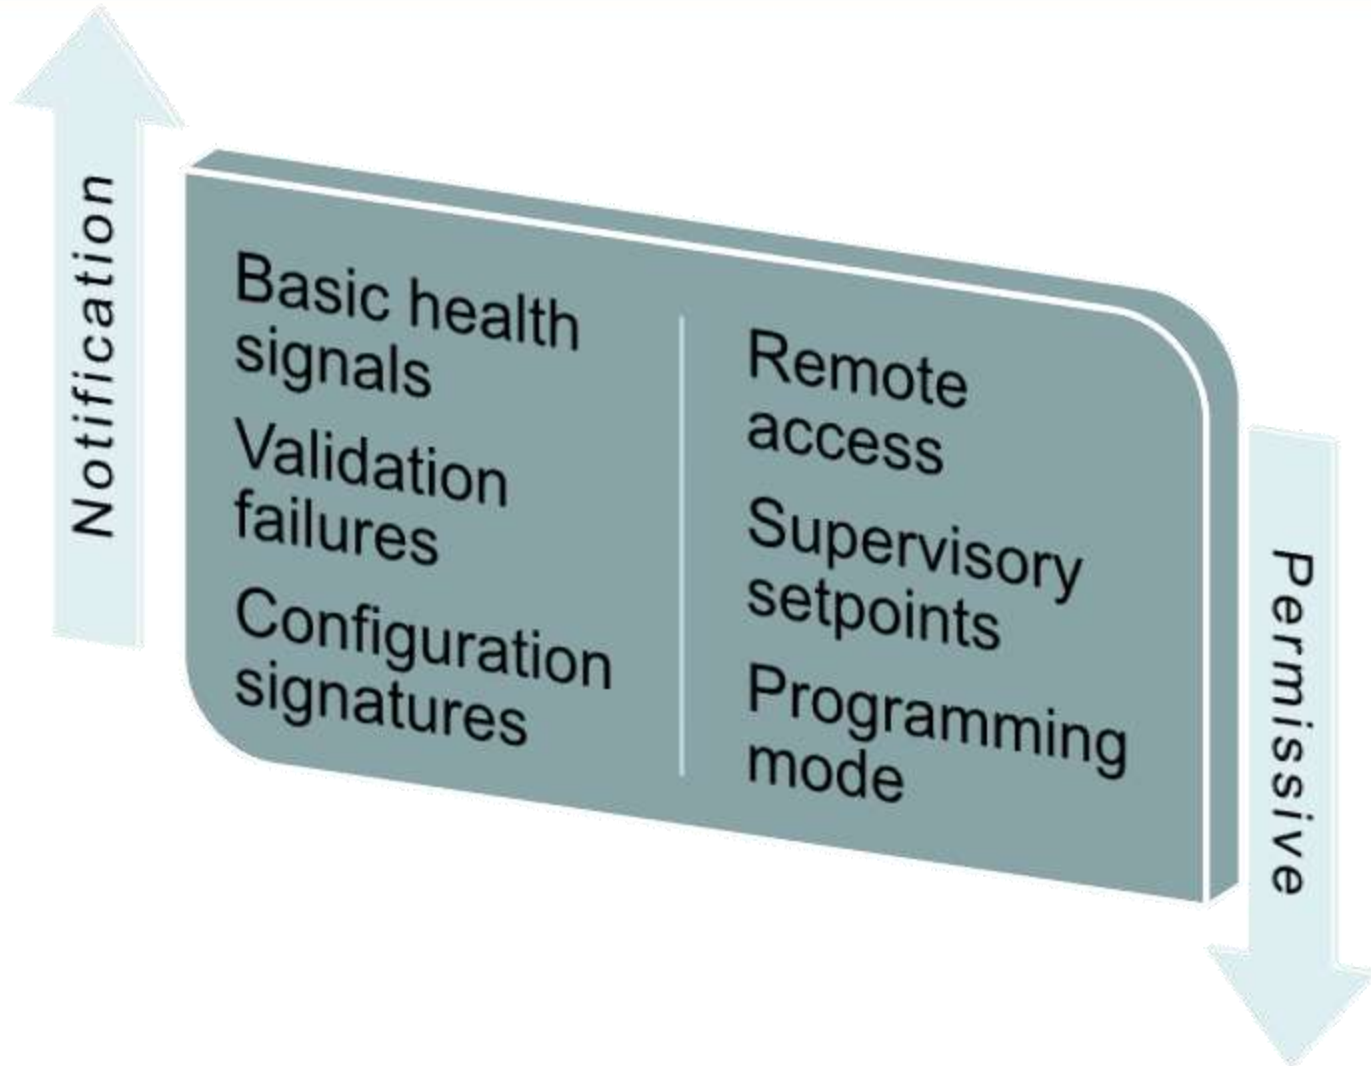 Notification
Basic health
signals
Validation
failures
Configuration
signatures
Remote
access
Supervisory
setpoints
Programming
mode
Permissive